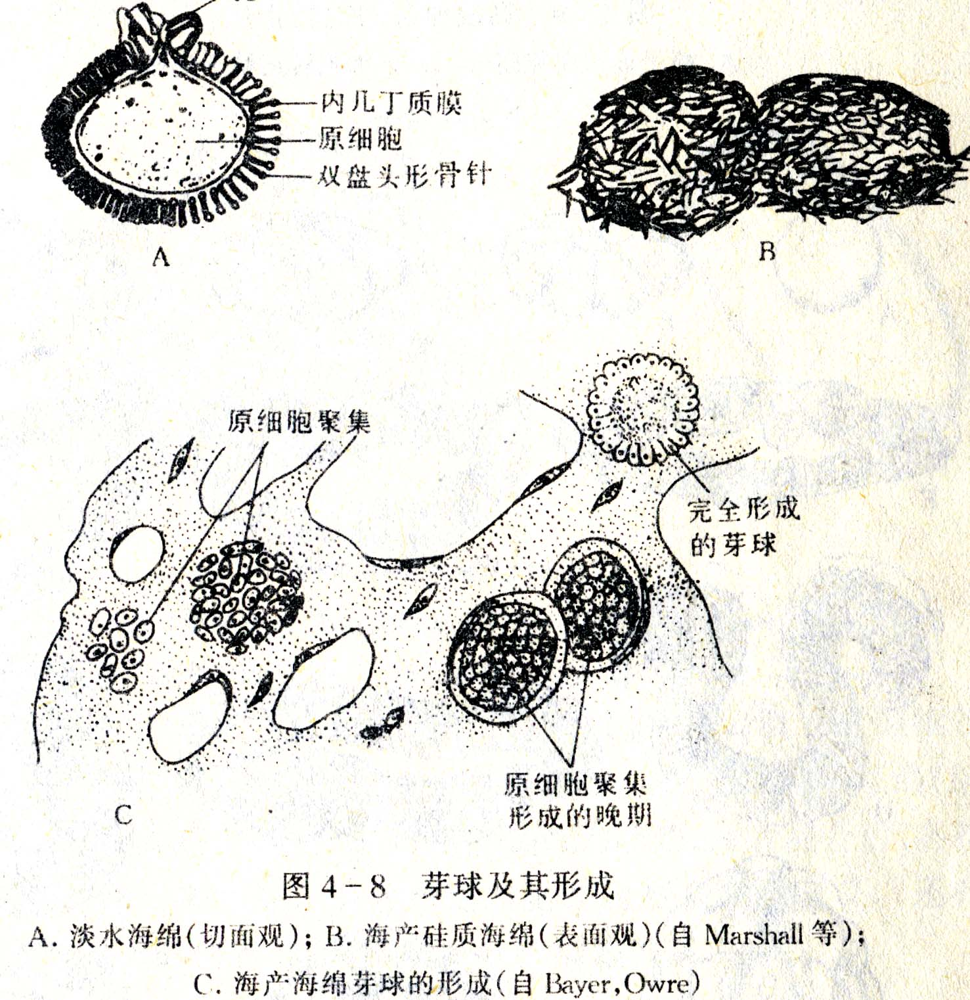 内几丁质膜
原细胞
双盘头形骨针
A
B
原细胞聚集
完全形成
的芽球
原细胞聚集
形成的晚期
C
图 4-8 芽球及其形成
A. 淡水海绵(切面观); B. 海产硅质海绵(表面观)(自 Marshall 等);
C. 海产海绵芽球的形成(自 Bayer,Owre)